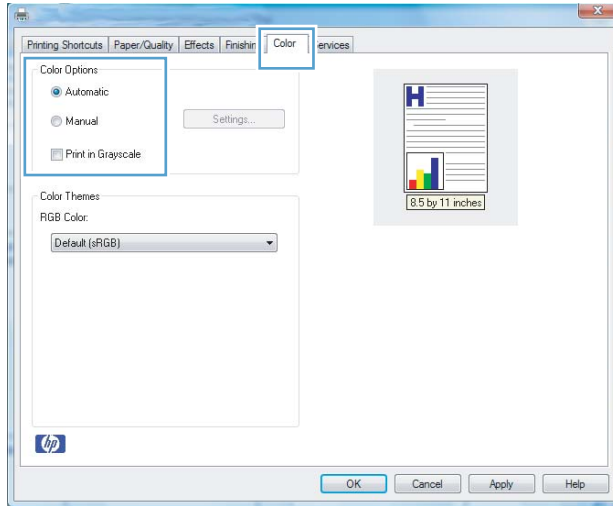 Printing Shortcuts Paper/Quality Effects Finishin Color ervices
Color Options
Automatic
Manual Settings...
Print in Grayscale
H
8.5 by 11 inches
Color Themes
RGB Color:
Default (sRGB)
hp
OK Cancel Apply Help